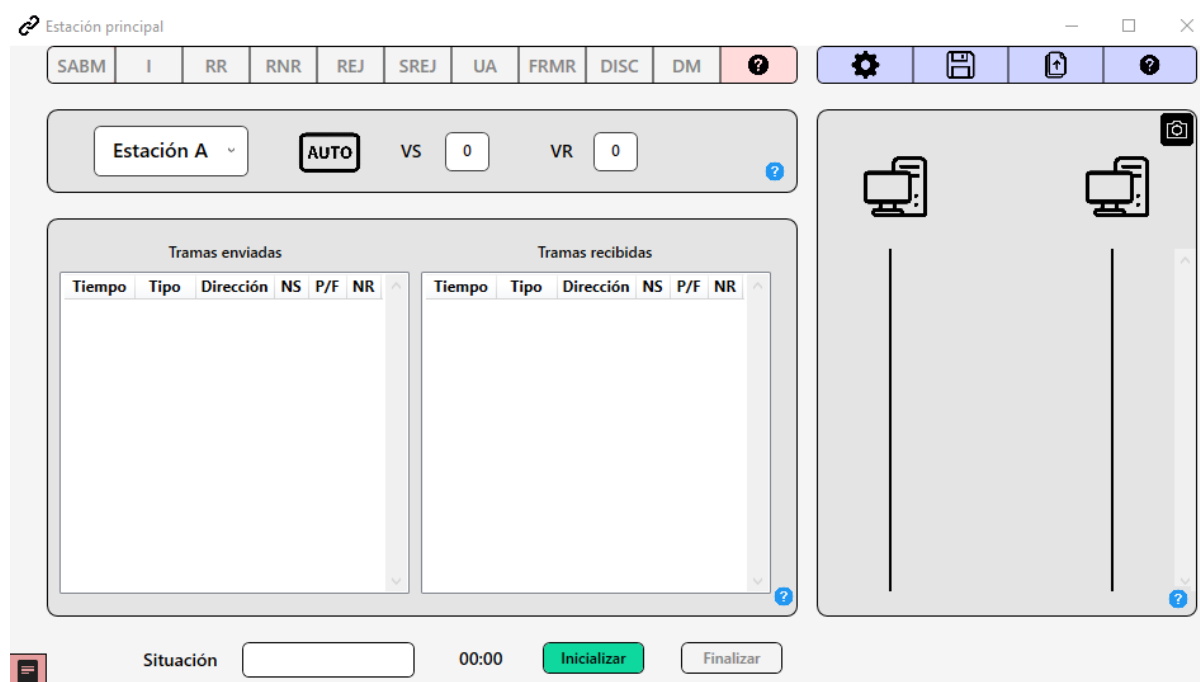 Estación principal
SABM I RR RNR REJ SREJ UA FRMR DISC DM ?
?
Estación A AUTO VS 0 VR 0
?
Tramas enviadas Tramas recibidas
Tiempo Tipo Dirección NS P/F NR Tiempo Tipo Dirección NS P/F NR
?
?
Situación 00:00 Inicializar Finalizar